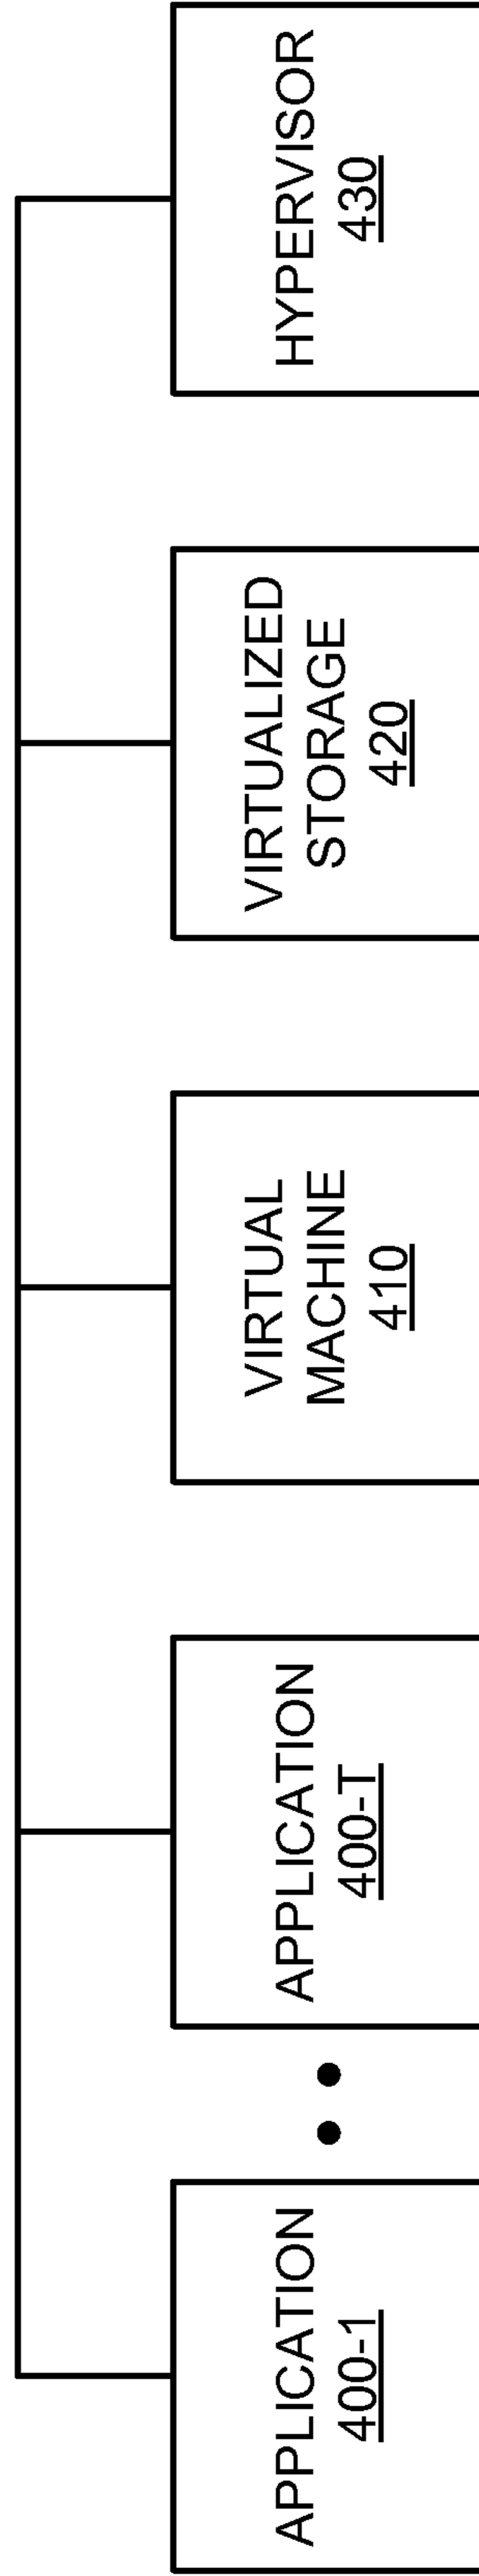 APPLICATION
400-1
APPLICATION
400-T
VIRTUAL
MACHINE
410
VIRTUALIZED
STORAGE
420
HYPERVISOR
430